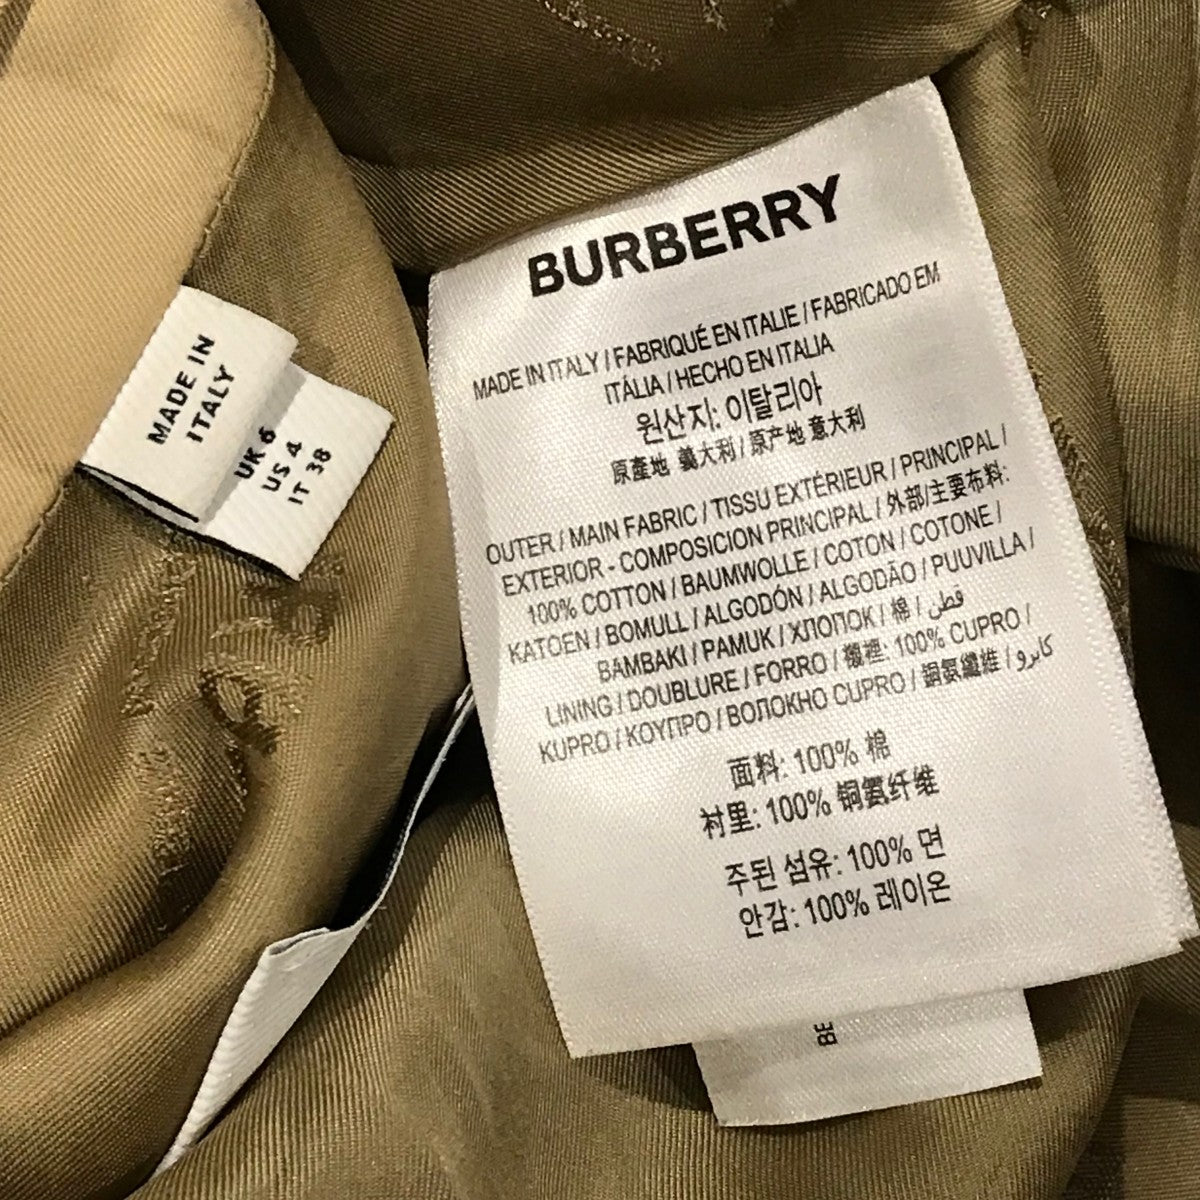 MADE IN
ITALY
UK 6
US 4
IT 38
BURBERRY
MADE IN ITALY / FABRIQUÉ EN ITALIE / FABRICADO EM
ITÁLIA / HECHO EN ITALIA
원산지: 이탈리아
原產地 義大利 / 原产地 意大利
OUTER / MAIN FABRIC / TISSU EXTÉRIEUR / PRINCIPAL /
EXTERIOR - COMPOSICION PRINCIPAL / 外部/主要布料:
100% COTTON / BAUMWOLLE / COTON / COTONE /
KATOEN / BOMULL / ALGODÓN / ALGODÃO / PUUVILLA /
BAMBAKI / PAMUK / ХЛОПОК / 棉 / قطن
LINING / DOUBLURE / FORRO / 襯裡: 100% CUPRO /
KUPRO / ΚΟΥΠΡΟ / ВОЛОКНО CUPRO / 銅氨纖維 / كابرو
面料: 100% 棉
衬里: 100% 铜氨纤维
주된 섬유: 100% 면
안감: 100% 레이온